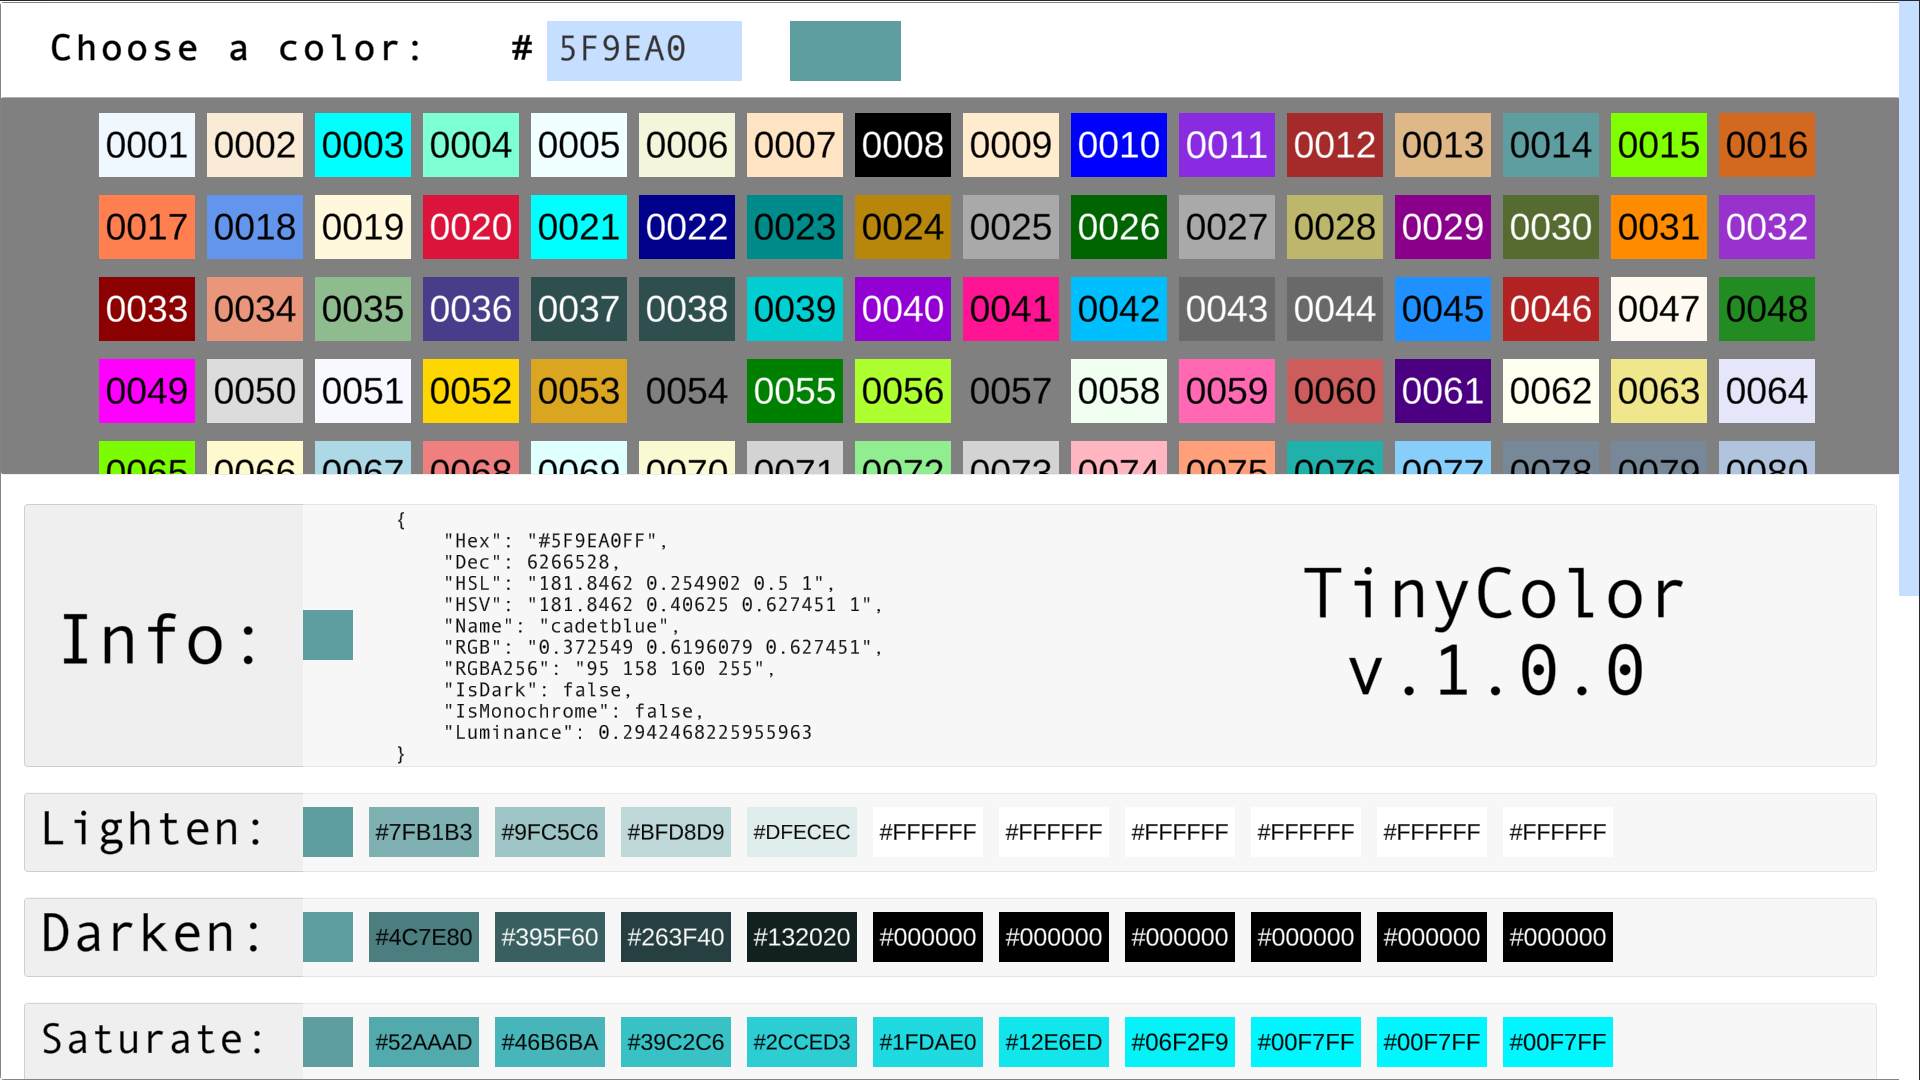 Choose a color: # 5F9EA0
0001 0002 0003 0004 0005 0006 0007 0008 0009 0010 0011 0012 0013 0014 0015 0016
0017 0018 0019 0020 0021 0022 0023 0024 0025 0026 0027 0028 0029 0030 0031 0032
0033 0034 0035 0036 0037 0038 0039 0040 0041 0042 0043 0044 0045 0046 0047 0048
0049 0050 0051 0052 0053 0054 0055 0056 0057 0058 0059 0060 0061 0062 0063 0064
0065 0066 0067 0068 0069 0070 0071 0072 0073 0074 0075 0076 0077 0078 0079 0080
Info:
{
"Hex": "#5F9EA0FF",
"Dec": 6266528,
"HSL": "181.8462 0.254902 0.5 1",
"HSV": "181.8462 0.40625 0.627451 1",
"Name": "cadetblue",
"RGB": "0.372549 0.6196079 0.627451",
"RGBA256": "95 158 160 255",
"IsDark": false,
"IsMonochrome": false,
"Luminance": 0.2942468225955963
}
TinyColor
v.1.0.0
Lighten: #7FB1B3 #9FC5C6 #BFD8D9 #DFECEC #FFFFFF #FFFFFF #FFFFFF #FFFFFF #FFFFFF #FFFFFF
Darken: #4C7E80 #395F60 #263F40 #132020 #000000 #000000 #000000 #000000 #000000 #000000
Saturate: #52AAAD #46B6BA #39C2C6 #2CCED3 #1FDAE0 #12E6ED #06F2F9 #00F7FF #00F7FF #00F7FF